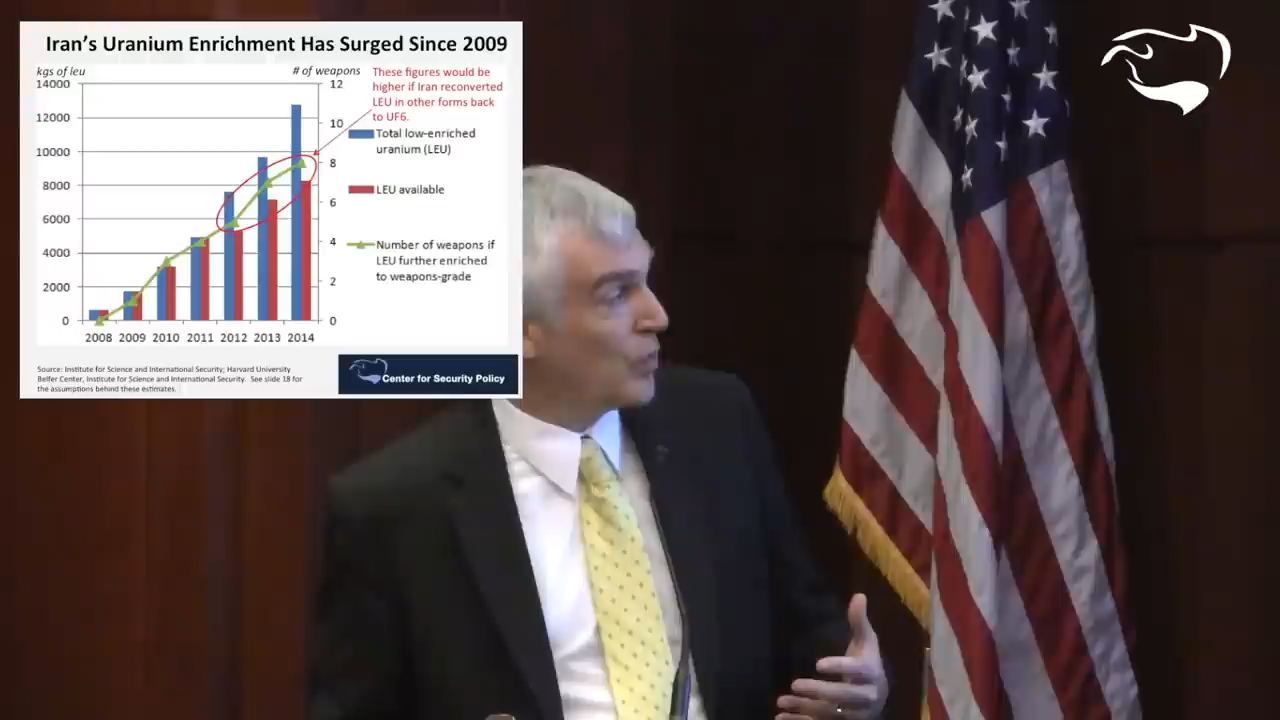 Iran's Uranium Enrichment Has Surged Since 2009
kgs of leu
# of weapons
These figures would be
higher if Iran reconverted
LEU in other forms back
to UF6.
14000
12000
10000
8000
6000
4000
2000
0
12
10
8
6
4
2
0
Total low-enriched
uranium (LEU)
LEU available
Number of weapons if
LEU further enriched
to weapons-grade
2008 2009 2010 2011 2012 2013 2014
Source: Institute for Science and International Security; Harvard University
Belfer Center, Institute for Science and International Security. See slide 18 for
the assumptions behind these estimates.
Center for Security Policy